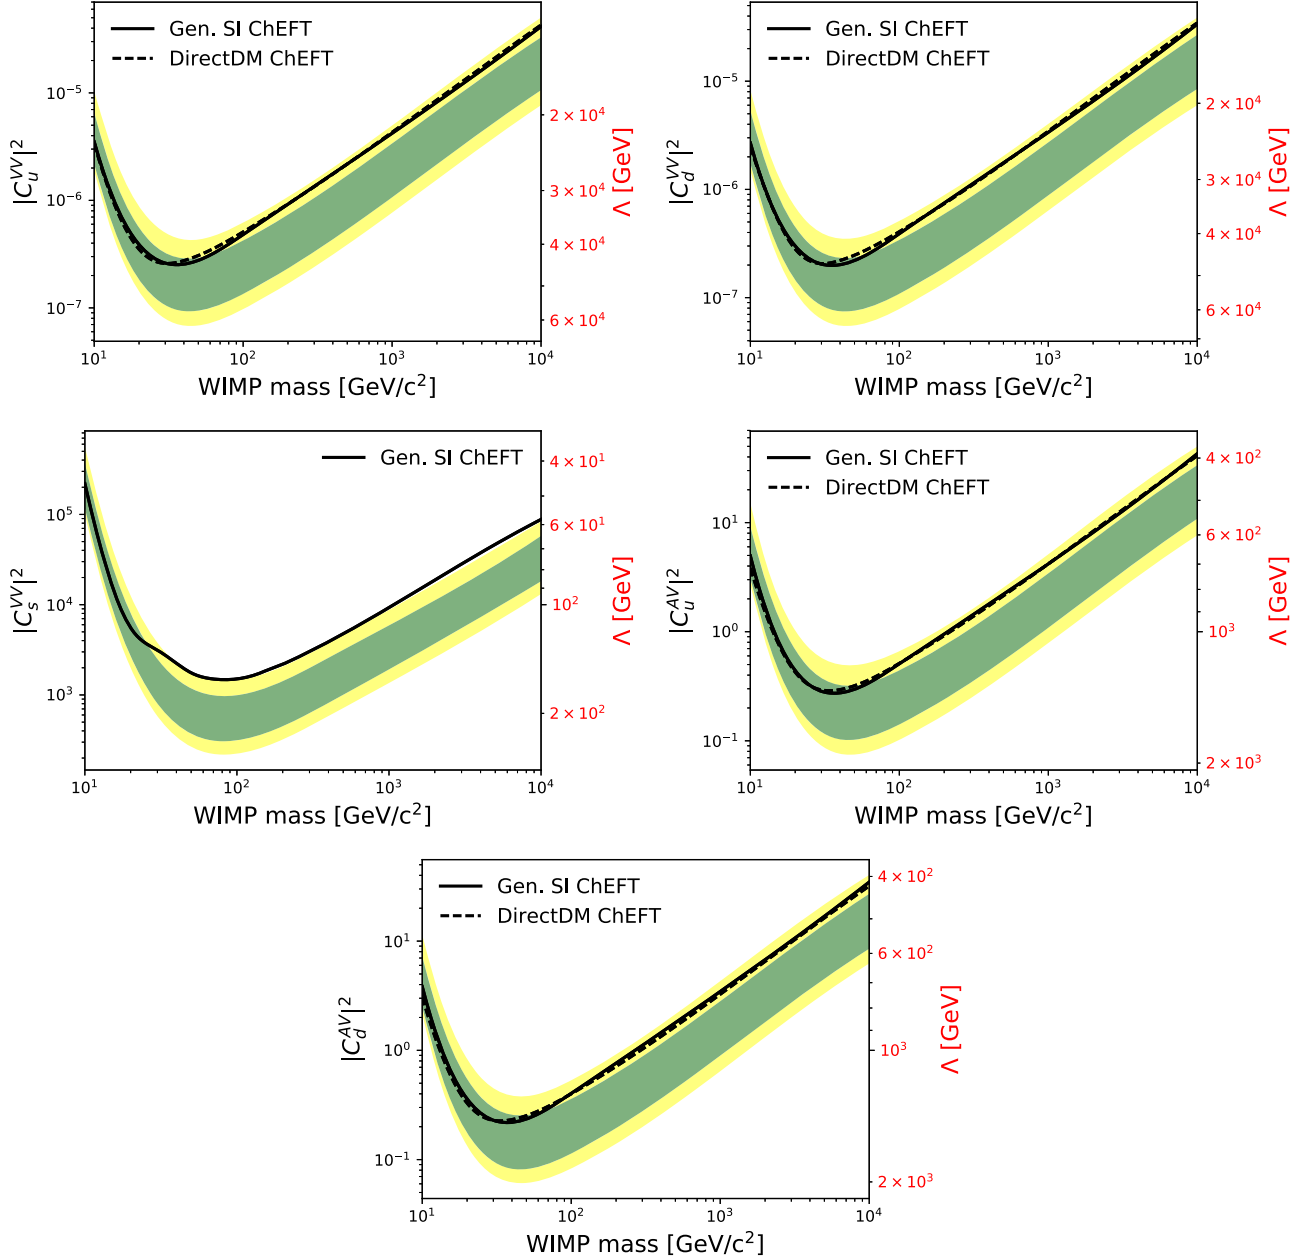 Gen. SI ChEFT
DirectDM ChEFT
|C_u^{VV}|²
10⁻⁵
10⁻⁶
10⁻⁷
2 × 10⁴
3 × 10⁴
4 × 10⁴
6 × 10⁴
Λ [GeV]
10¹ 10² 10³ 10⁴
WIMP mass [GeV/c²]
Gen. SI ChEFT
DirectDM ChEFT
|C_d^{VV}|²
10⁻⁵
10⁻⁶
10⁻⁷
2 × 10⁴
3 × 10⁴
4 × 10⁴
6 × 10⁴
Λ [GeV]
10¹ 10² 10³ 10⁴
WIMP mass [GeV/c²]
Gen. SI ChEFT
|C_s^{VV}|²
10⁵
10⁴
10³
4 × 10¹
6 × 10¹
10²
2 × 10²
Λ [GeV]
10¹ 10² 10³ 10⁴
WIMP mass [GeV/c²]
Gen. SI ChEFT
DirectDM ChEFT
|C_u^{AV}|²
10¹
10⁰
10⁻¹
4 × 10²
6 × 10²
10³
2 × 10³
Λ [GeV]
10¹ 10² 10³ 10⁴
WIMP mass [GeV/c²]
Gen. SI ChEFT
DirectDM ChEFT
|C_d^{AV}|²
10¹
10⁰
10⁻¹
4 × 10²
6 × 10²
10³
2 × 10³
Λ [GeV]
10¹ 10² 10³ 10⁴
WIMP mass [GeV/c²]